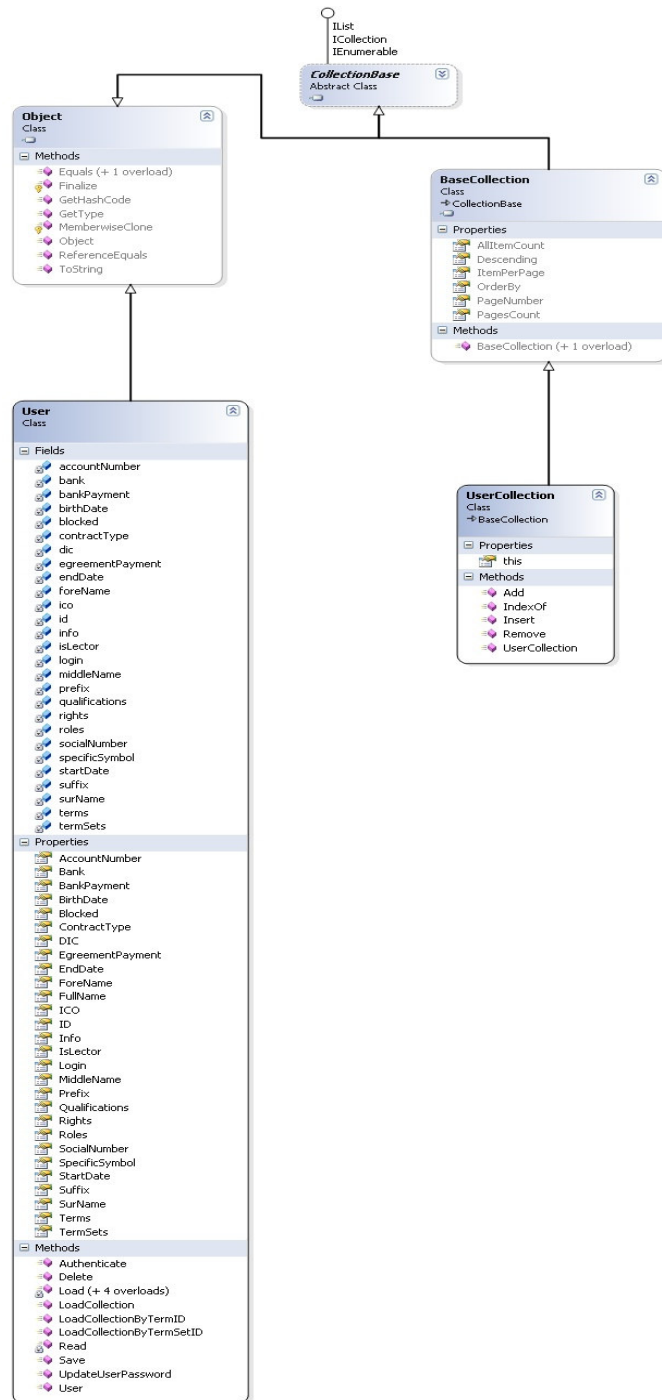 IList
ICollection
IEnumerable
CollectionBase
Abstract Class
Object
Class
Methods
Equals (+ 1 overload)
Finalize
GetHashCode
GetType
MemberwiseClone
Object
ReferenceEquals
ToString
BaseCollection
Class
CollectionBase
Properties
AllItemCount
Descending
ItemPerPage
OrderBy
PageNumber
PagesCount
Methods
BaseCollection (+ 1 overload)
User
Class
Fields
accountNumber
bank
bankPayment
birthDate
blocked
contractType
dic
egreementPayment
endDate
foreName
ico
id
info
isLector
login
middleName
prefix
qualifications
rights
roles
socialNumber
specificSymbol
startDate
suffix
surName
terms
termSets
Properties
AccountNumber
Bank
BankPayment
BirthDate
Blocked
ContractType
DIC
EgreementPayment
EndDate
ForeName
FullName
ICO
ID
Info
IsLector
Login
MiddleName
Prefix
Qualifications
Rights
Roles
SocialNumber
SpecificSymbol
StartDate
Suffix
SurName
Terms
TermSets
Methods
Authenticate
Delete
Load (+ 4 overloads)
LoadCollection
LoadCollectionByTermID
LoadCollectionByTermSetID
Read
Save
UpdateUserPassword
User
UserCollection
Class
BaseCollection
Properties
this
Methods
Add
IndexOf
Insert
Remove
UserCollection